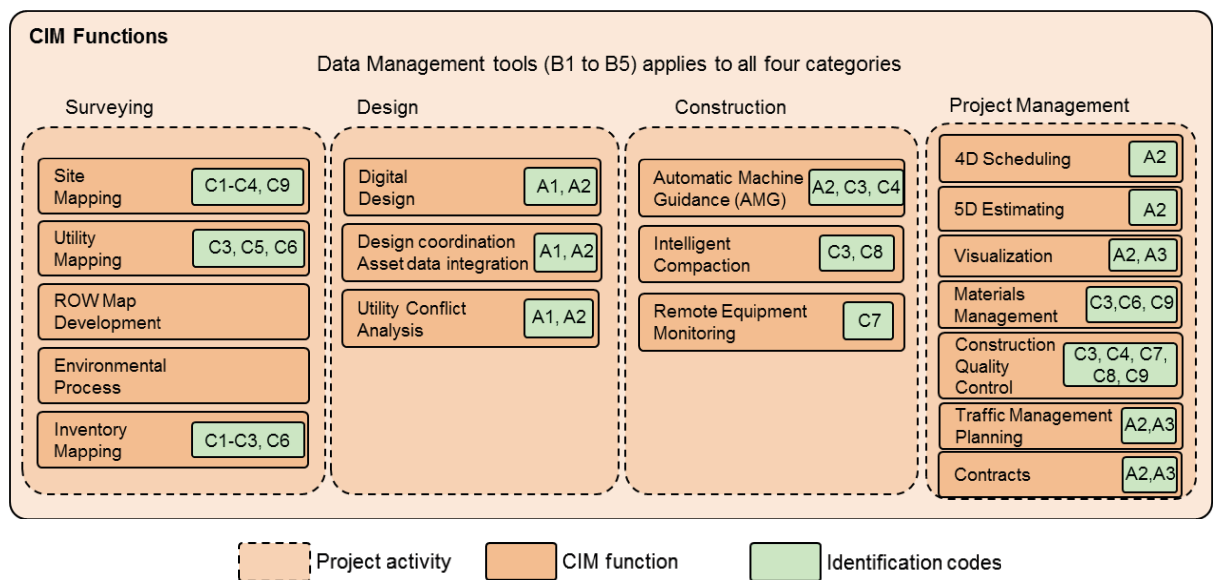 CIM Functions
Data Management tools (B1 to B5) applies to all four categories
Surveying
Site
Mapping
C1-C4, C9
Utility
Mapping
C3, C5, C6
ROW Map
Development
Environmental
Process
Inventory
Mapping
C1-C3, C6
Design
Digital
Design
A1, A2
Design coordination
Asset data integration
A1, A2
Utility Conflict
Analysis
A1, A2
Construction
Automatic Machine
Guidance (AMG)
A2, C3, C4
Intelligent
Compaction
C3, C8
Remote Equipment
Monitoring
C7
Project Management
4D Scheduling
A2
5D Estimating
A2
Visualization
A2, A3
Materials
Management
C3,C6, C9
Construction
Quality
Control
C3, C4, C7,
C8, C9
Traffic Management
Planning
A2,A3
Contracts
A2,A3
Project activity
CIM function
Identification codes